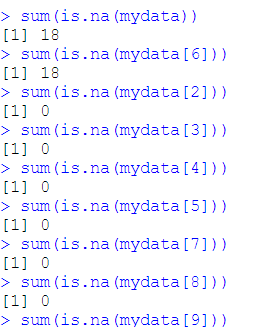 > sum(is.na(mydata))
[1] 18
> sum(is.na(mydata[6]))
[1] 18
> sum(is.na(mydata[2]))
[1] 0
> sum(is.na(mydata[3]))
[1] 0
> sum(is.na(mydata[4]))
[1] 0
> sum(is.na(mydata[5]))
[1] 0
> sum(is.na(mydata[7]))
[1] 0
> sum(is.na(mydata[8]))
[1] 0
> sum(is.na(mydata[9]))